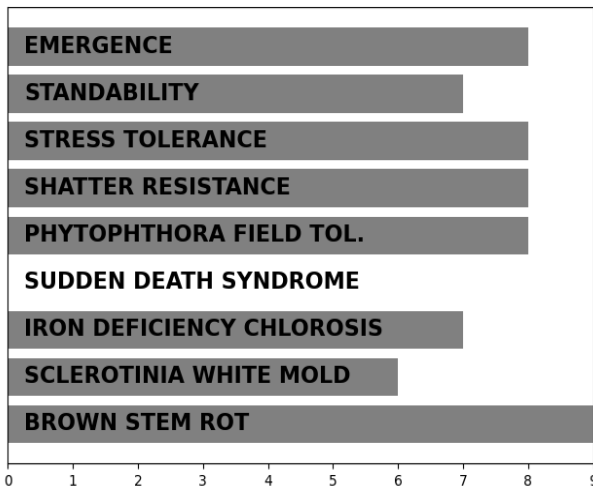 EMERGENCE
STANDABILITY
STRESS TOLERANCE
SHATTER RESISTANCE
PHYTOPHTHORA FIELD TOL.
SUDDEN DEATH SYNDROME
IRON DEFICIENCY CHLOROSIS
SCLEROTINIA WHITE MOLD
BROWN STEM ROT
0 1 2 3 4 5 6 7 8 9